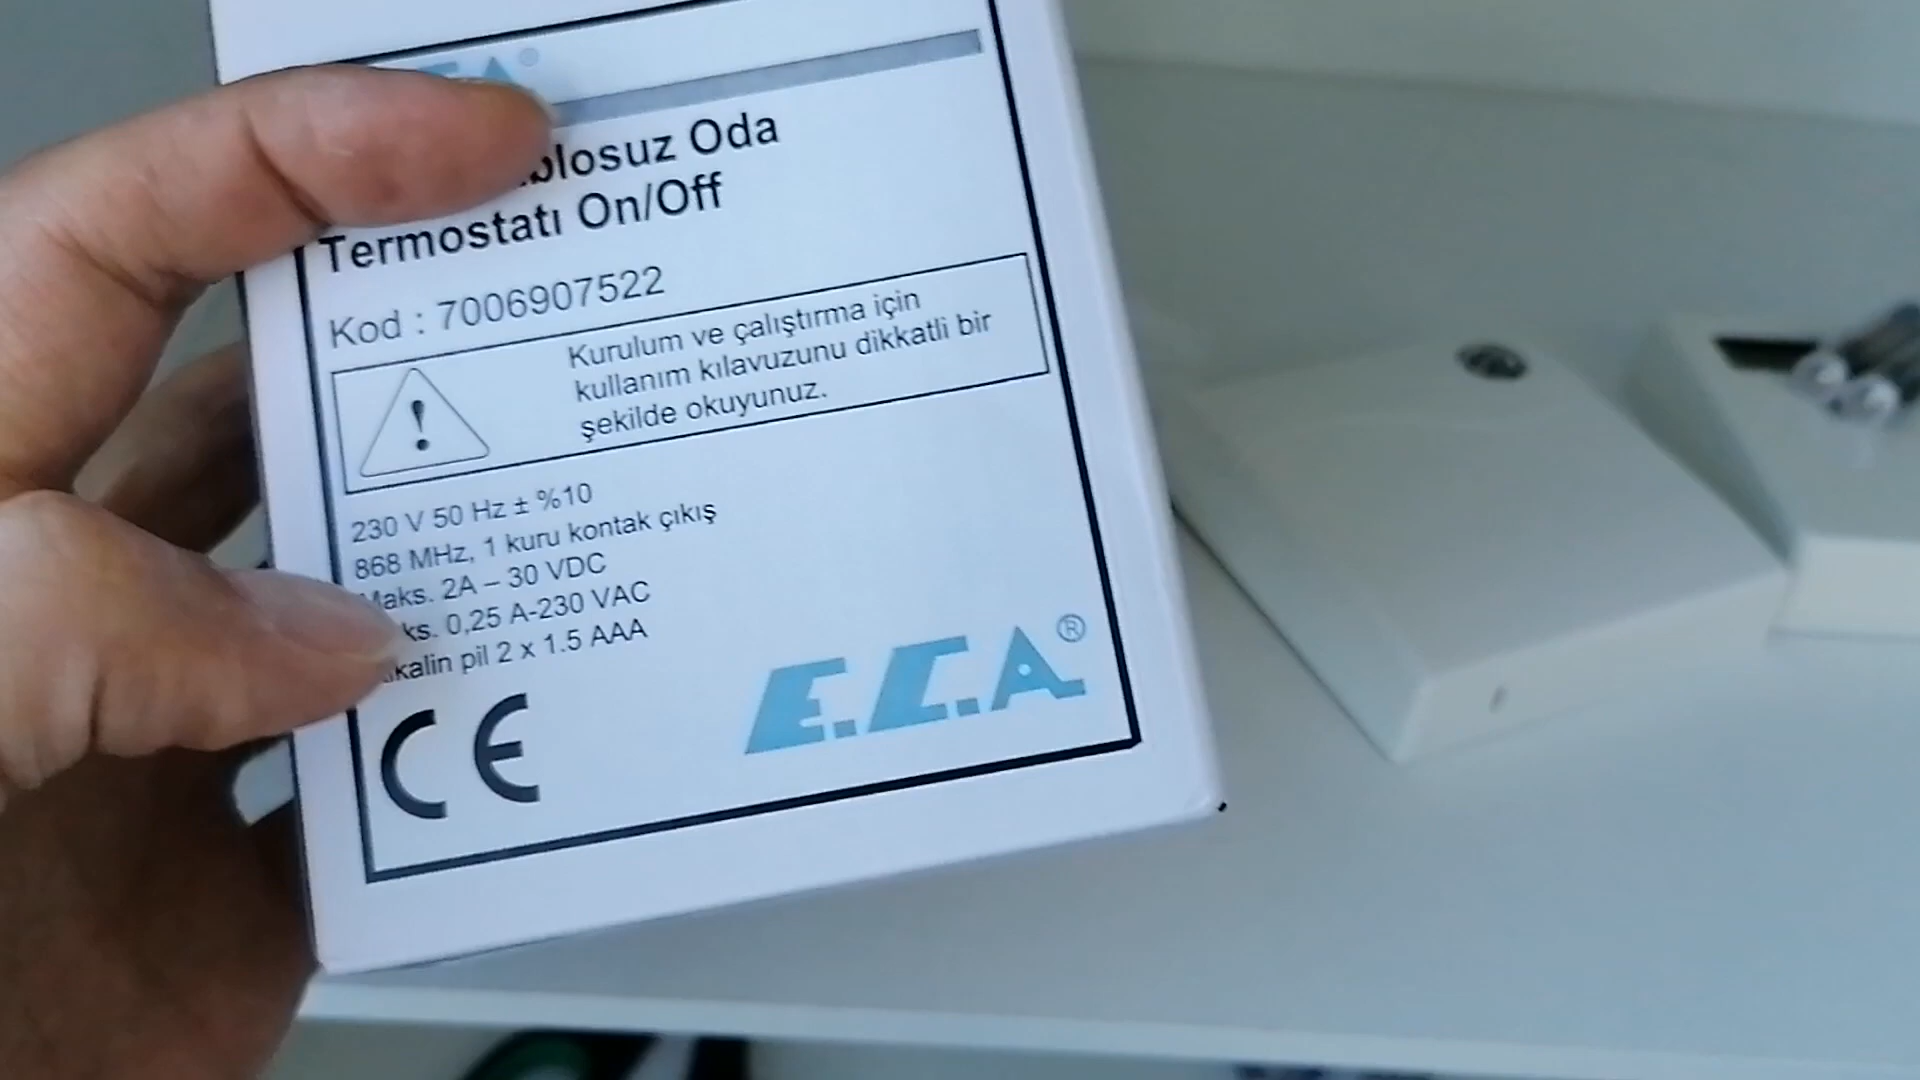 Oda
Termostatı On/Off
Kod : 7006907522
Kurulum ve çalıştırma için
kullanım kılavuzunu dikkatli bir
şekilde okuyunuz.
!
230 V 50 Hz ± %10
868 MHz, 1 kuru kontak çıkış
Maks. 2A – 30 VDC
0,25 A-230 VAC
pil 2 x 1.5 AAA
CE
E.C.A.®